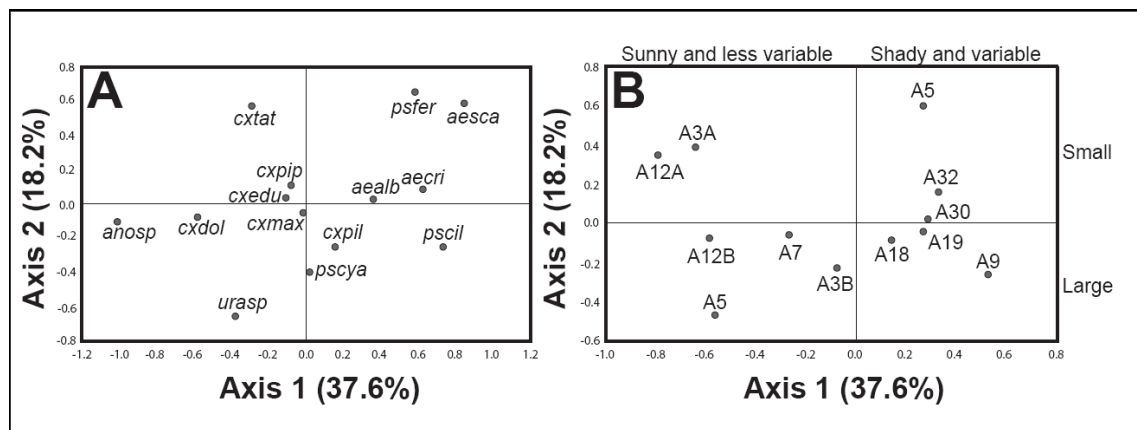 A
Axis 2 (18.2%)
0.8
0.6
0.4
0.2
0.0
-0.2
-0.4
-0.6
-0.8
cxtat
psfer
aesca
cxpip
cxedu
aealb
aecri
anosp
cxdol
cxmax
cxpil
pscil
pscya
urasp
-1.2 -1.0 -0.8 -0.6 -0.4 -0.2 0.0 0.2 0.4 0.6 0.8 1.0 1.2
Axis 1 (37.6%)
Sunny and less variable Shady and variable
B
Axis 2 (18.2%)
0.8
0.6
0.4
0.2
0.0
-0.2
-0.4
-0.6
A5
A3A
A12A
Small
A32
A30
A12B
A7
A18
A19
A3B
A9
A5
Large
-1.0 -0.8 -0.6 -0.4 -0.2 0.0 0.2 0.4 0.6 0.8
Axis 1 (37.6%)